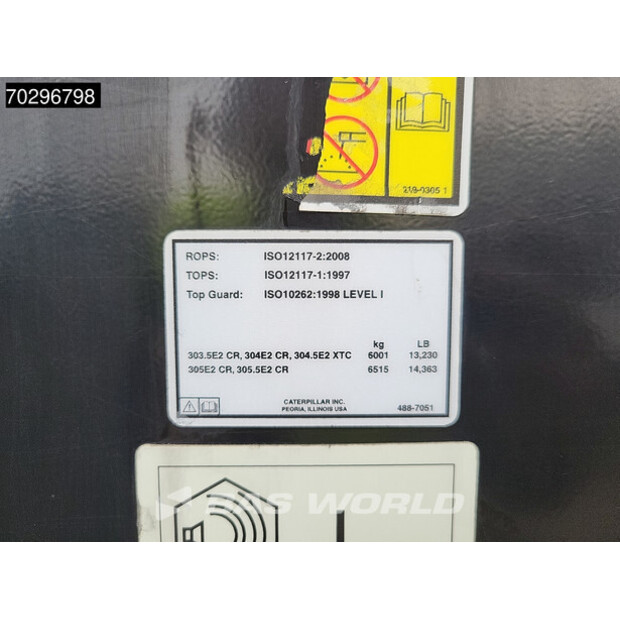 70296798
218-0365 1
ROPS: ISO12117-2:2008
TOPS: ISO12117-1:1997
Top Guard: ISO10262:1998 LEVEL I
kg LB
303.5E2 CR, 304E2 CR, 304.5E2 XTC 6001 13,230
305E2 CR, 305.5E2 CR 6515 14,363
CATERPILLAR INC.
PEORIA, ILLINOIS USA
488-7051
BAS WORLD